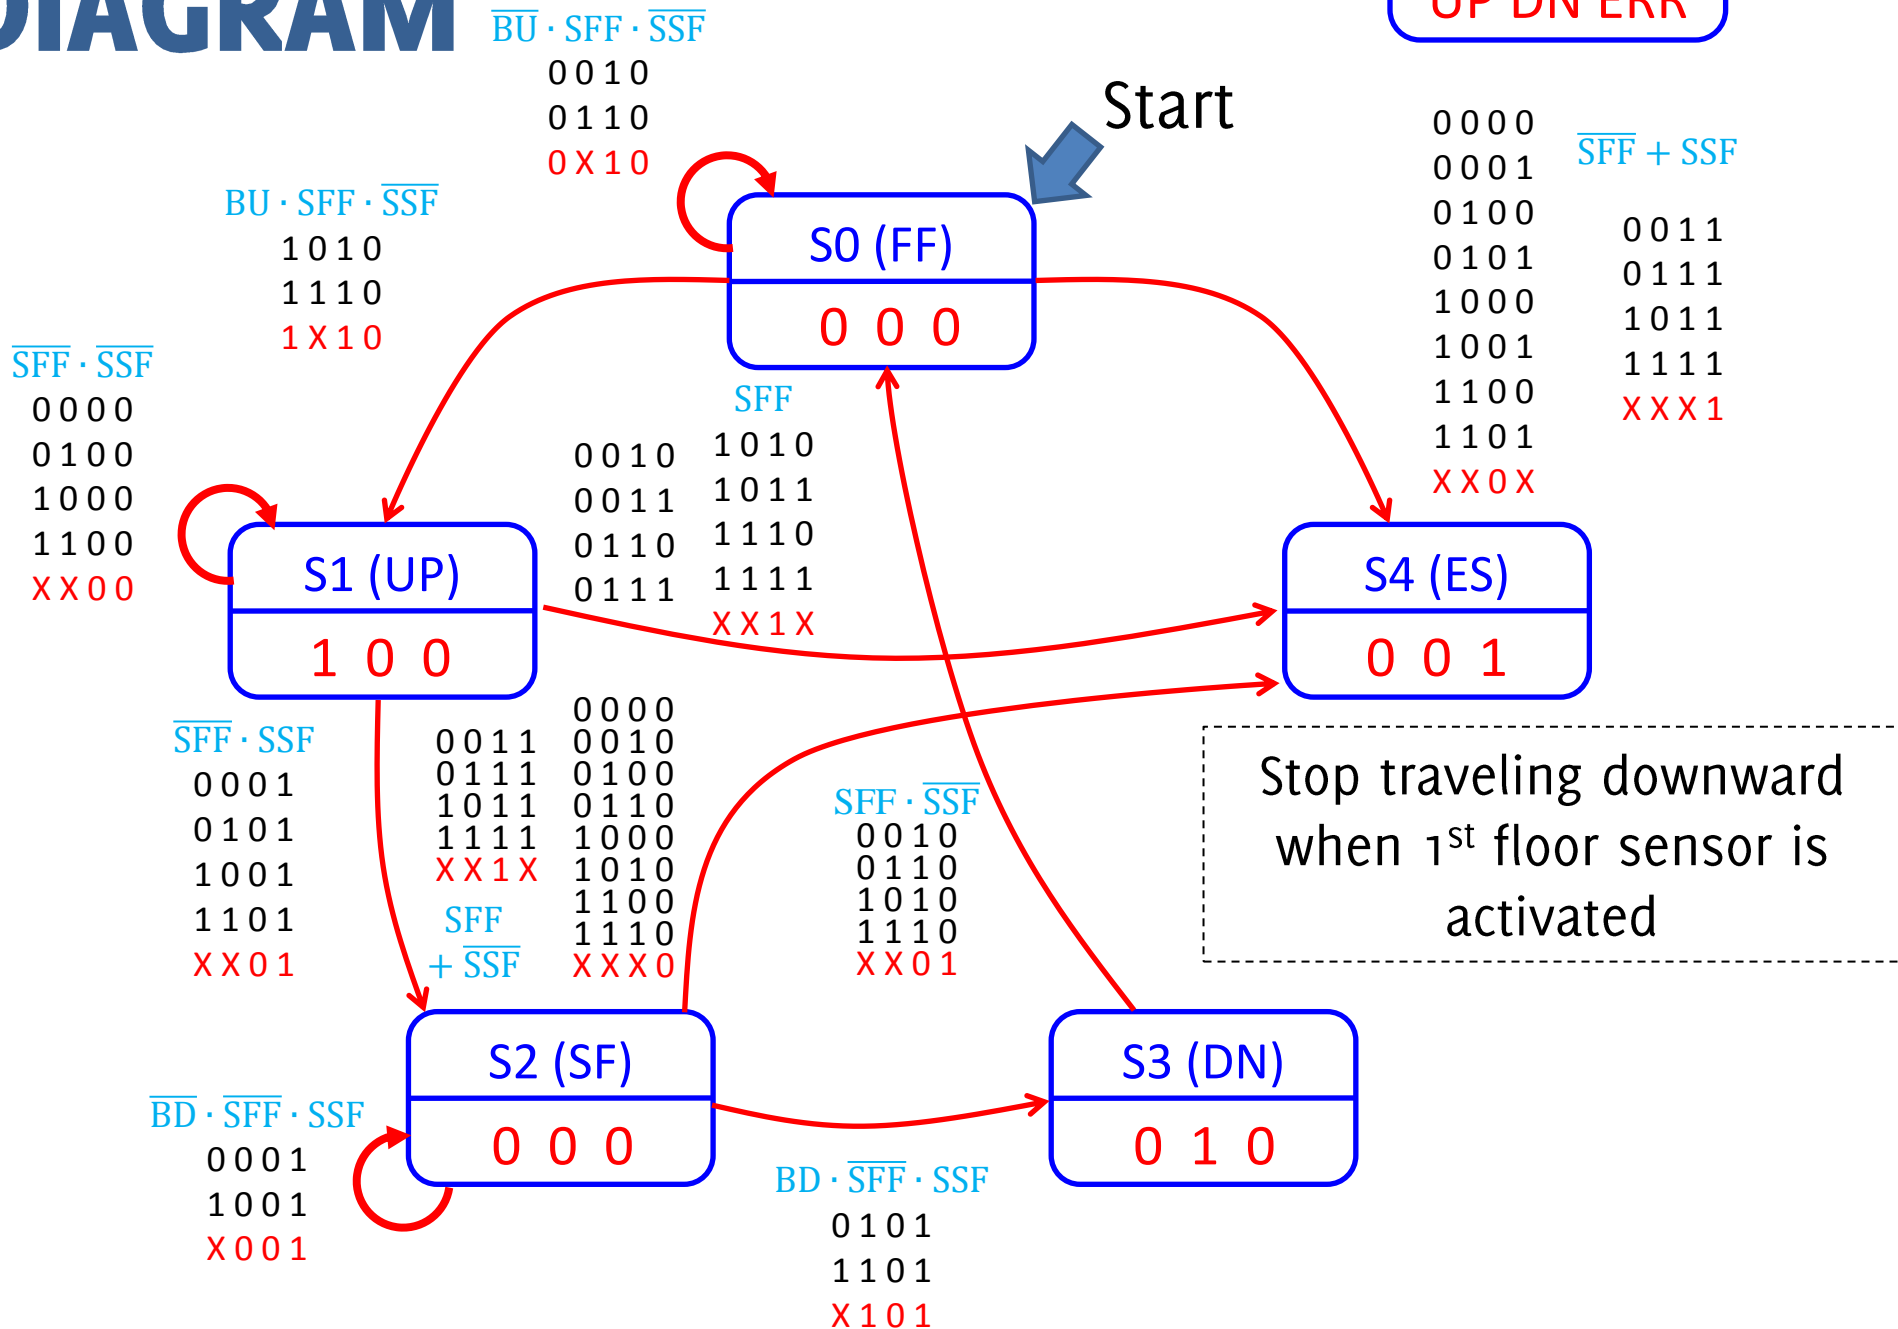 DIAGRAM
UP DN ERR
B̅U̅ · SFF · S̅S̅F̅
0 0 1 0
0 1 1 0
0 X 1 0
Start
BU · SFF · S̅S̅F̅
1 0 1 0
1 1 1 0
1 X 1 0
S0 (FF)
0 0 0
0 0 0 0
0 0 0 1
0 1 0 0
0 1 0 1
1 0 0 0
1 0 0 1
1 1 0 0
1 1 0 1
X X 0 X
S̅F̅F̅ + SSF
0 0 1 1
0 1 1 1
1 0 1 1
1 1 1 1
X X X 1
S̅F̅F̅ · S̅S̅F̅
0 0 0 0
0 1 0 0
1 0 0 0
1 1 0 0
X X 0 0
0 0 1 0
0 0 1 1
0 1 1 0
0 1 1 1
SFF
1 0 1 0
1 0 1 1
1 1 1 0
1 1 1 1
X X 1 X
S1 (UP)
1 0 0
S4 (ES)
0 0 1
S̅F̅F̅ · SSF
0 0 0 1
0 1 0 1
1 0 0 1
1 1 0 1
X X 0 1
0 0 1 1
0 1 1 1
1 0 1 1
1 1 1 1
X X 1 X
SFF
+ S̅S̅F̅
0 0 0 0
0 0 1 0
0 1 0 0
0 1 1 0
1 0 0 0
1 0 1 0
1 1 0 0
1 1 1 0
X X X 0
SFF · S̅S̅F̅
0 0 1 0
0 1 1 0
1 0 1 0
1 1 1 0
X X 0 1
Stop traveling downward
when 1st floor sensor is
activated
S2 (SF)
0 0 0
S3 (DN)
0 1 0
B̅D̅ · S̅F̅F̅ · SSF
0 0 0 1
1 0 0 1
X 0 0 1
BD · S̅F̅F̅ · SSF
0 1 0 1
1 1 0 1
X 1 0 1